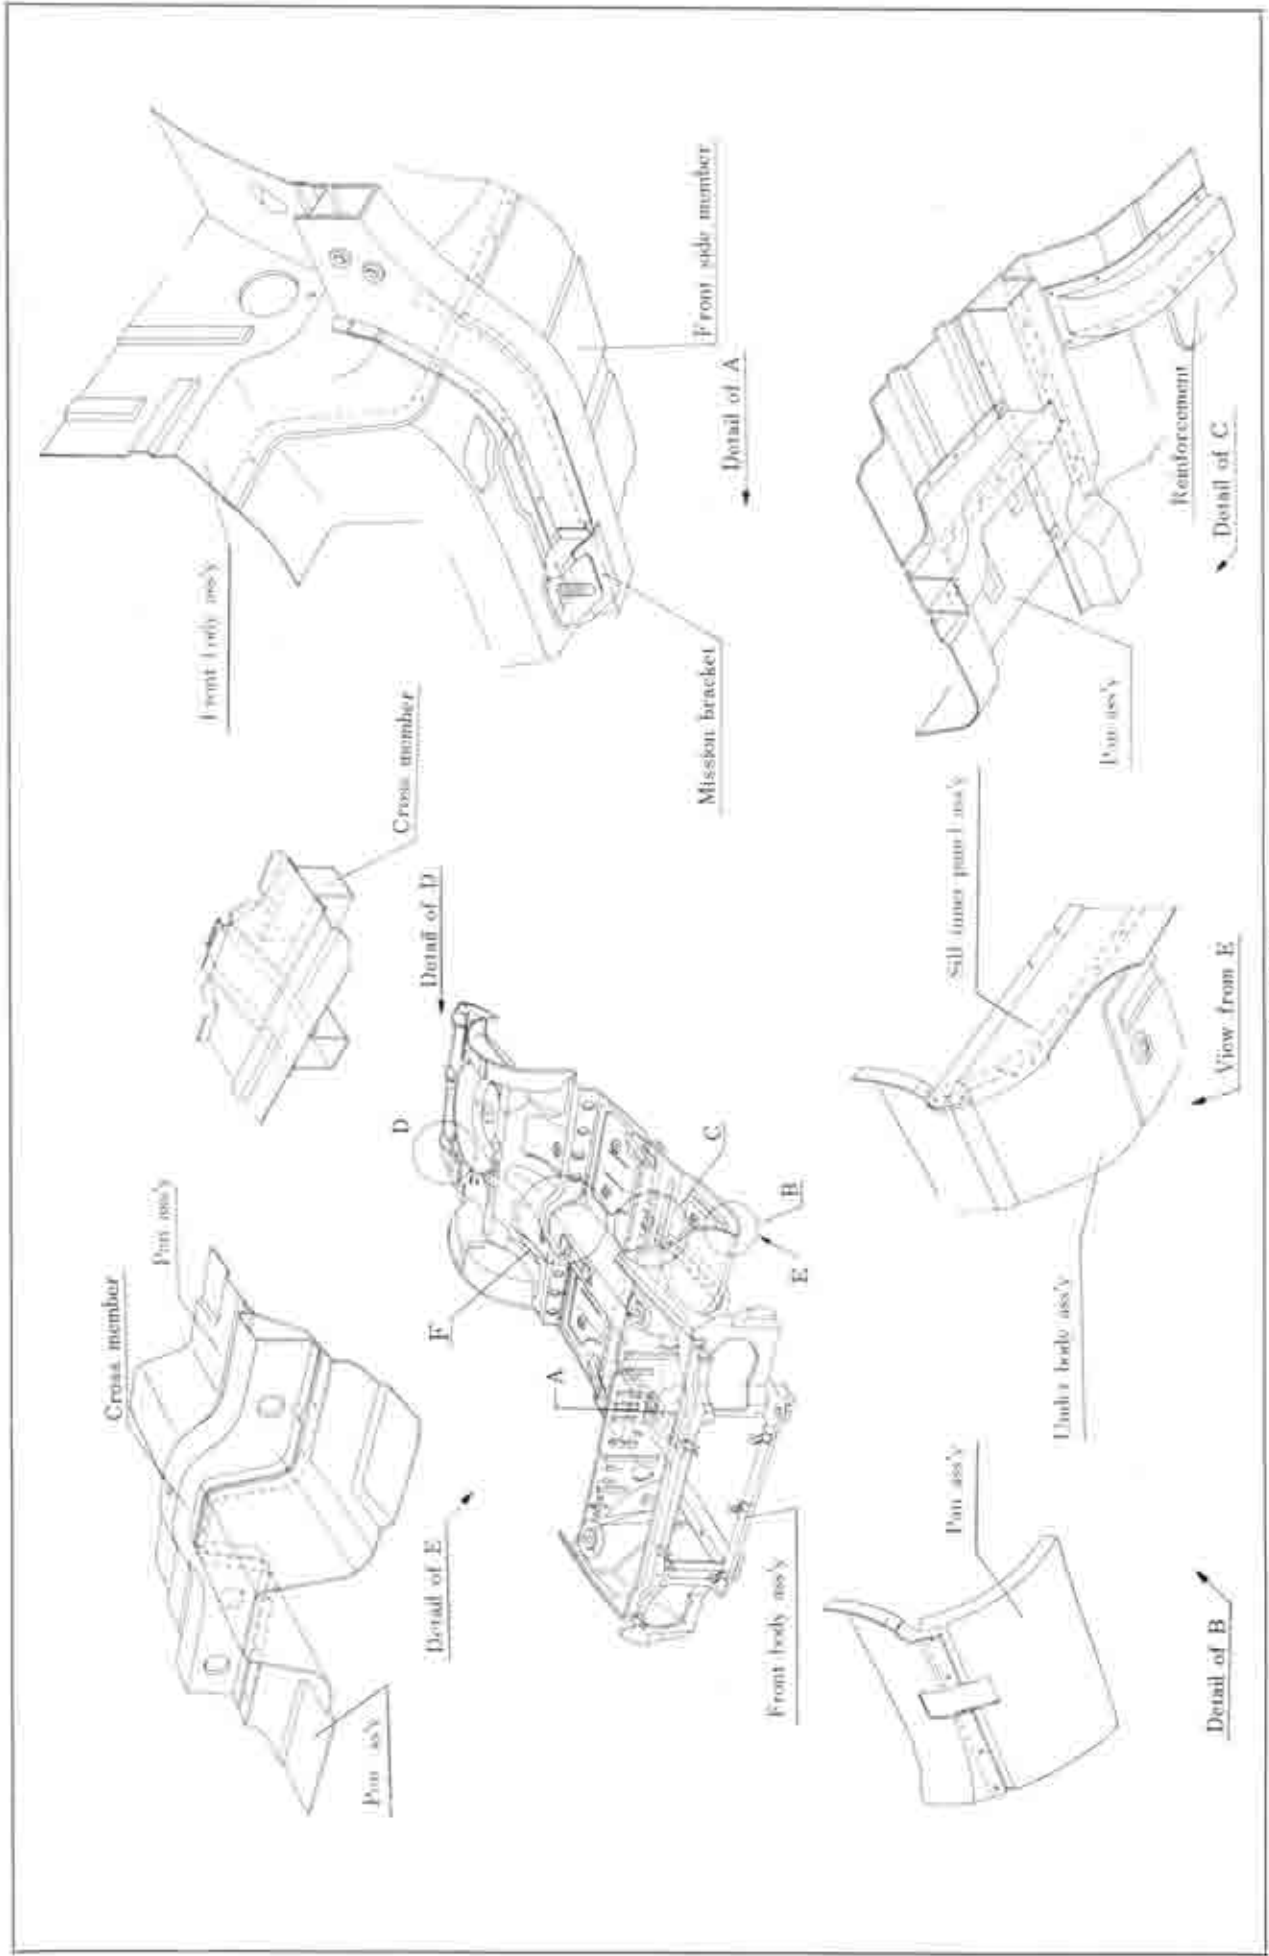 Cross member
Pan ass'y
Pan ass'y
Detail of E
Cross member
Detail of D
Front body ass'y
Mission bracket
Front side member
Detail of A
D
F
A
C
B
E
Front body ass'y
Pan ass'y
Detail of B
Under body ass'y
Sill inner panel ass'y
View from E
Pan ass'y
Reinforcement
Detail of C